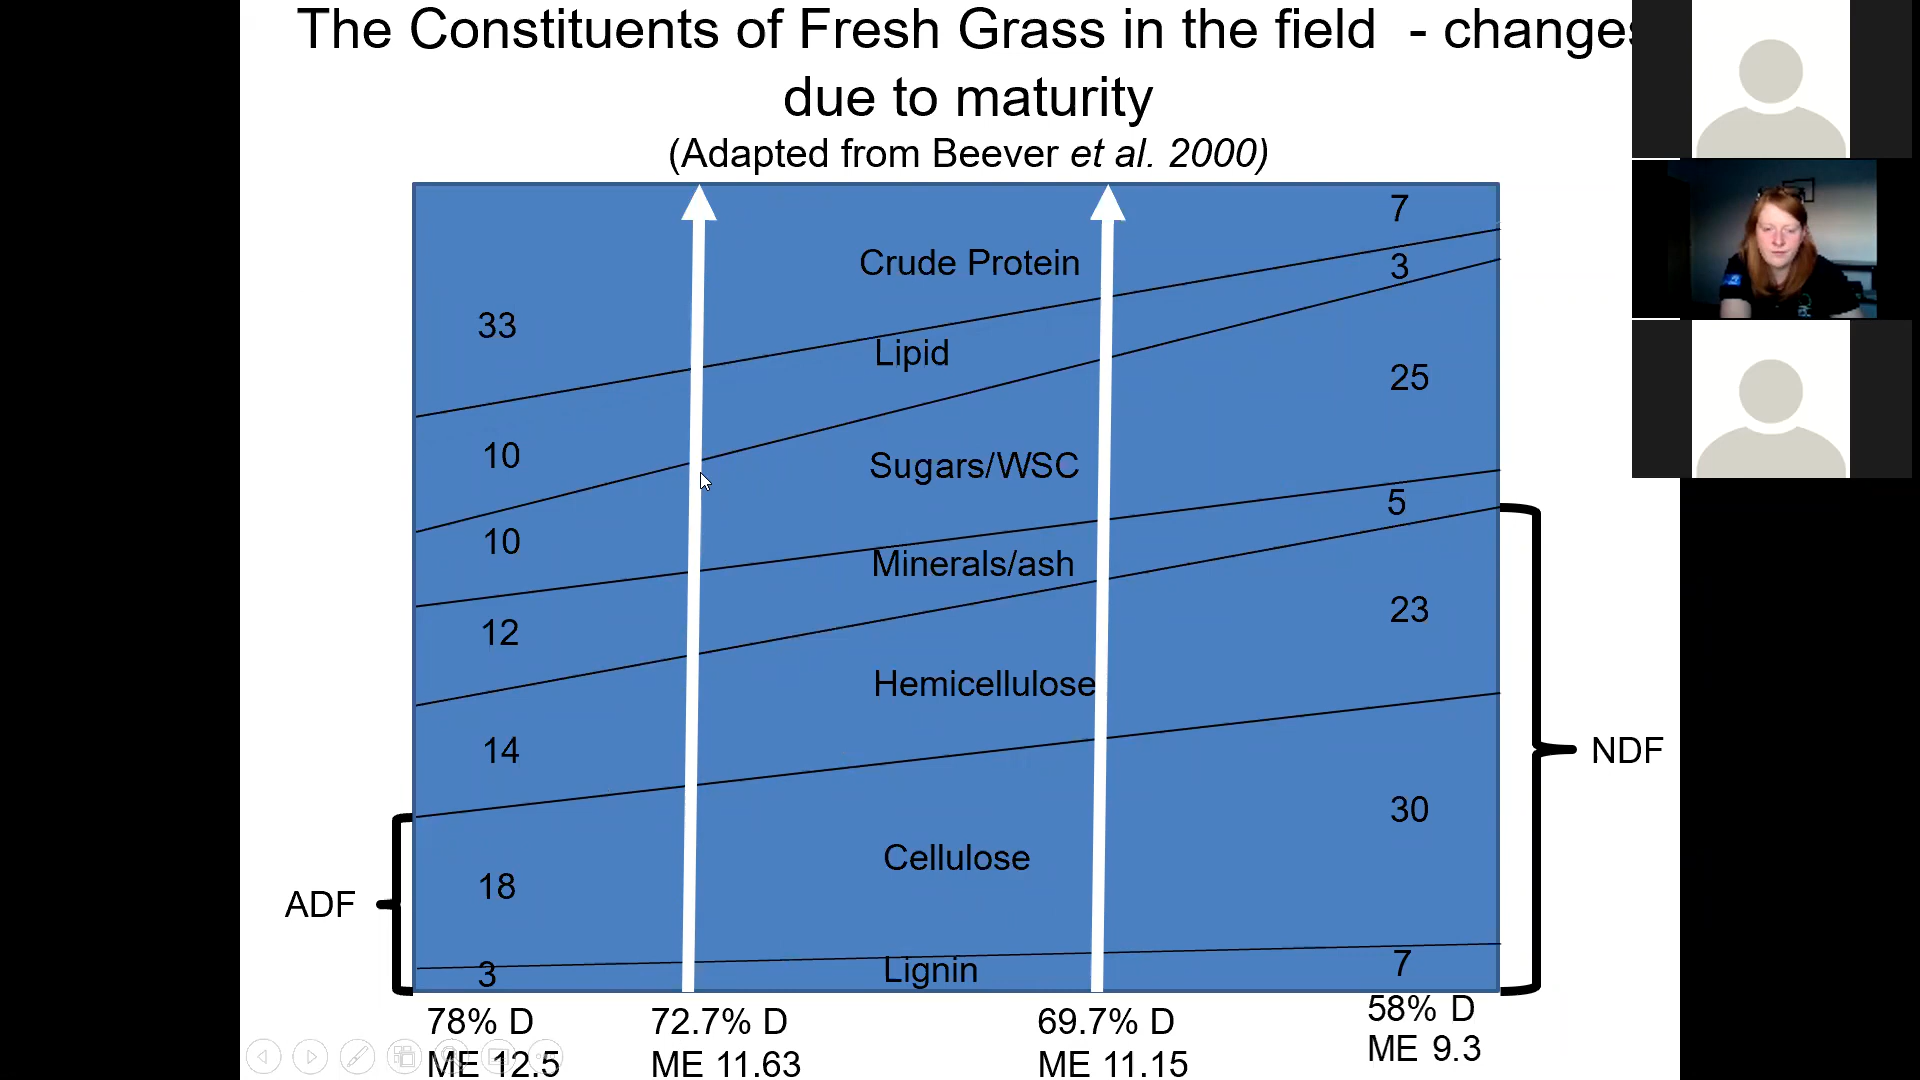 The Constituents of Fresh Grass in the field - changes
due to maturity
(Adapted from Beever et al. 2000)
7
Crude Protein
3
33
Lipid
25
10
Sugars/WSC
5
10
Minerals/ash
23
12
Hemicellulose
14
NDF
30
Cellulose
18
ADF
7
Lignin
3
78% D
72.7% D
69.7% D
58% D
ME 12.5
ME 11.63
ME 11.15
ME 9.3